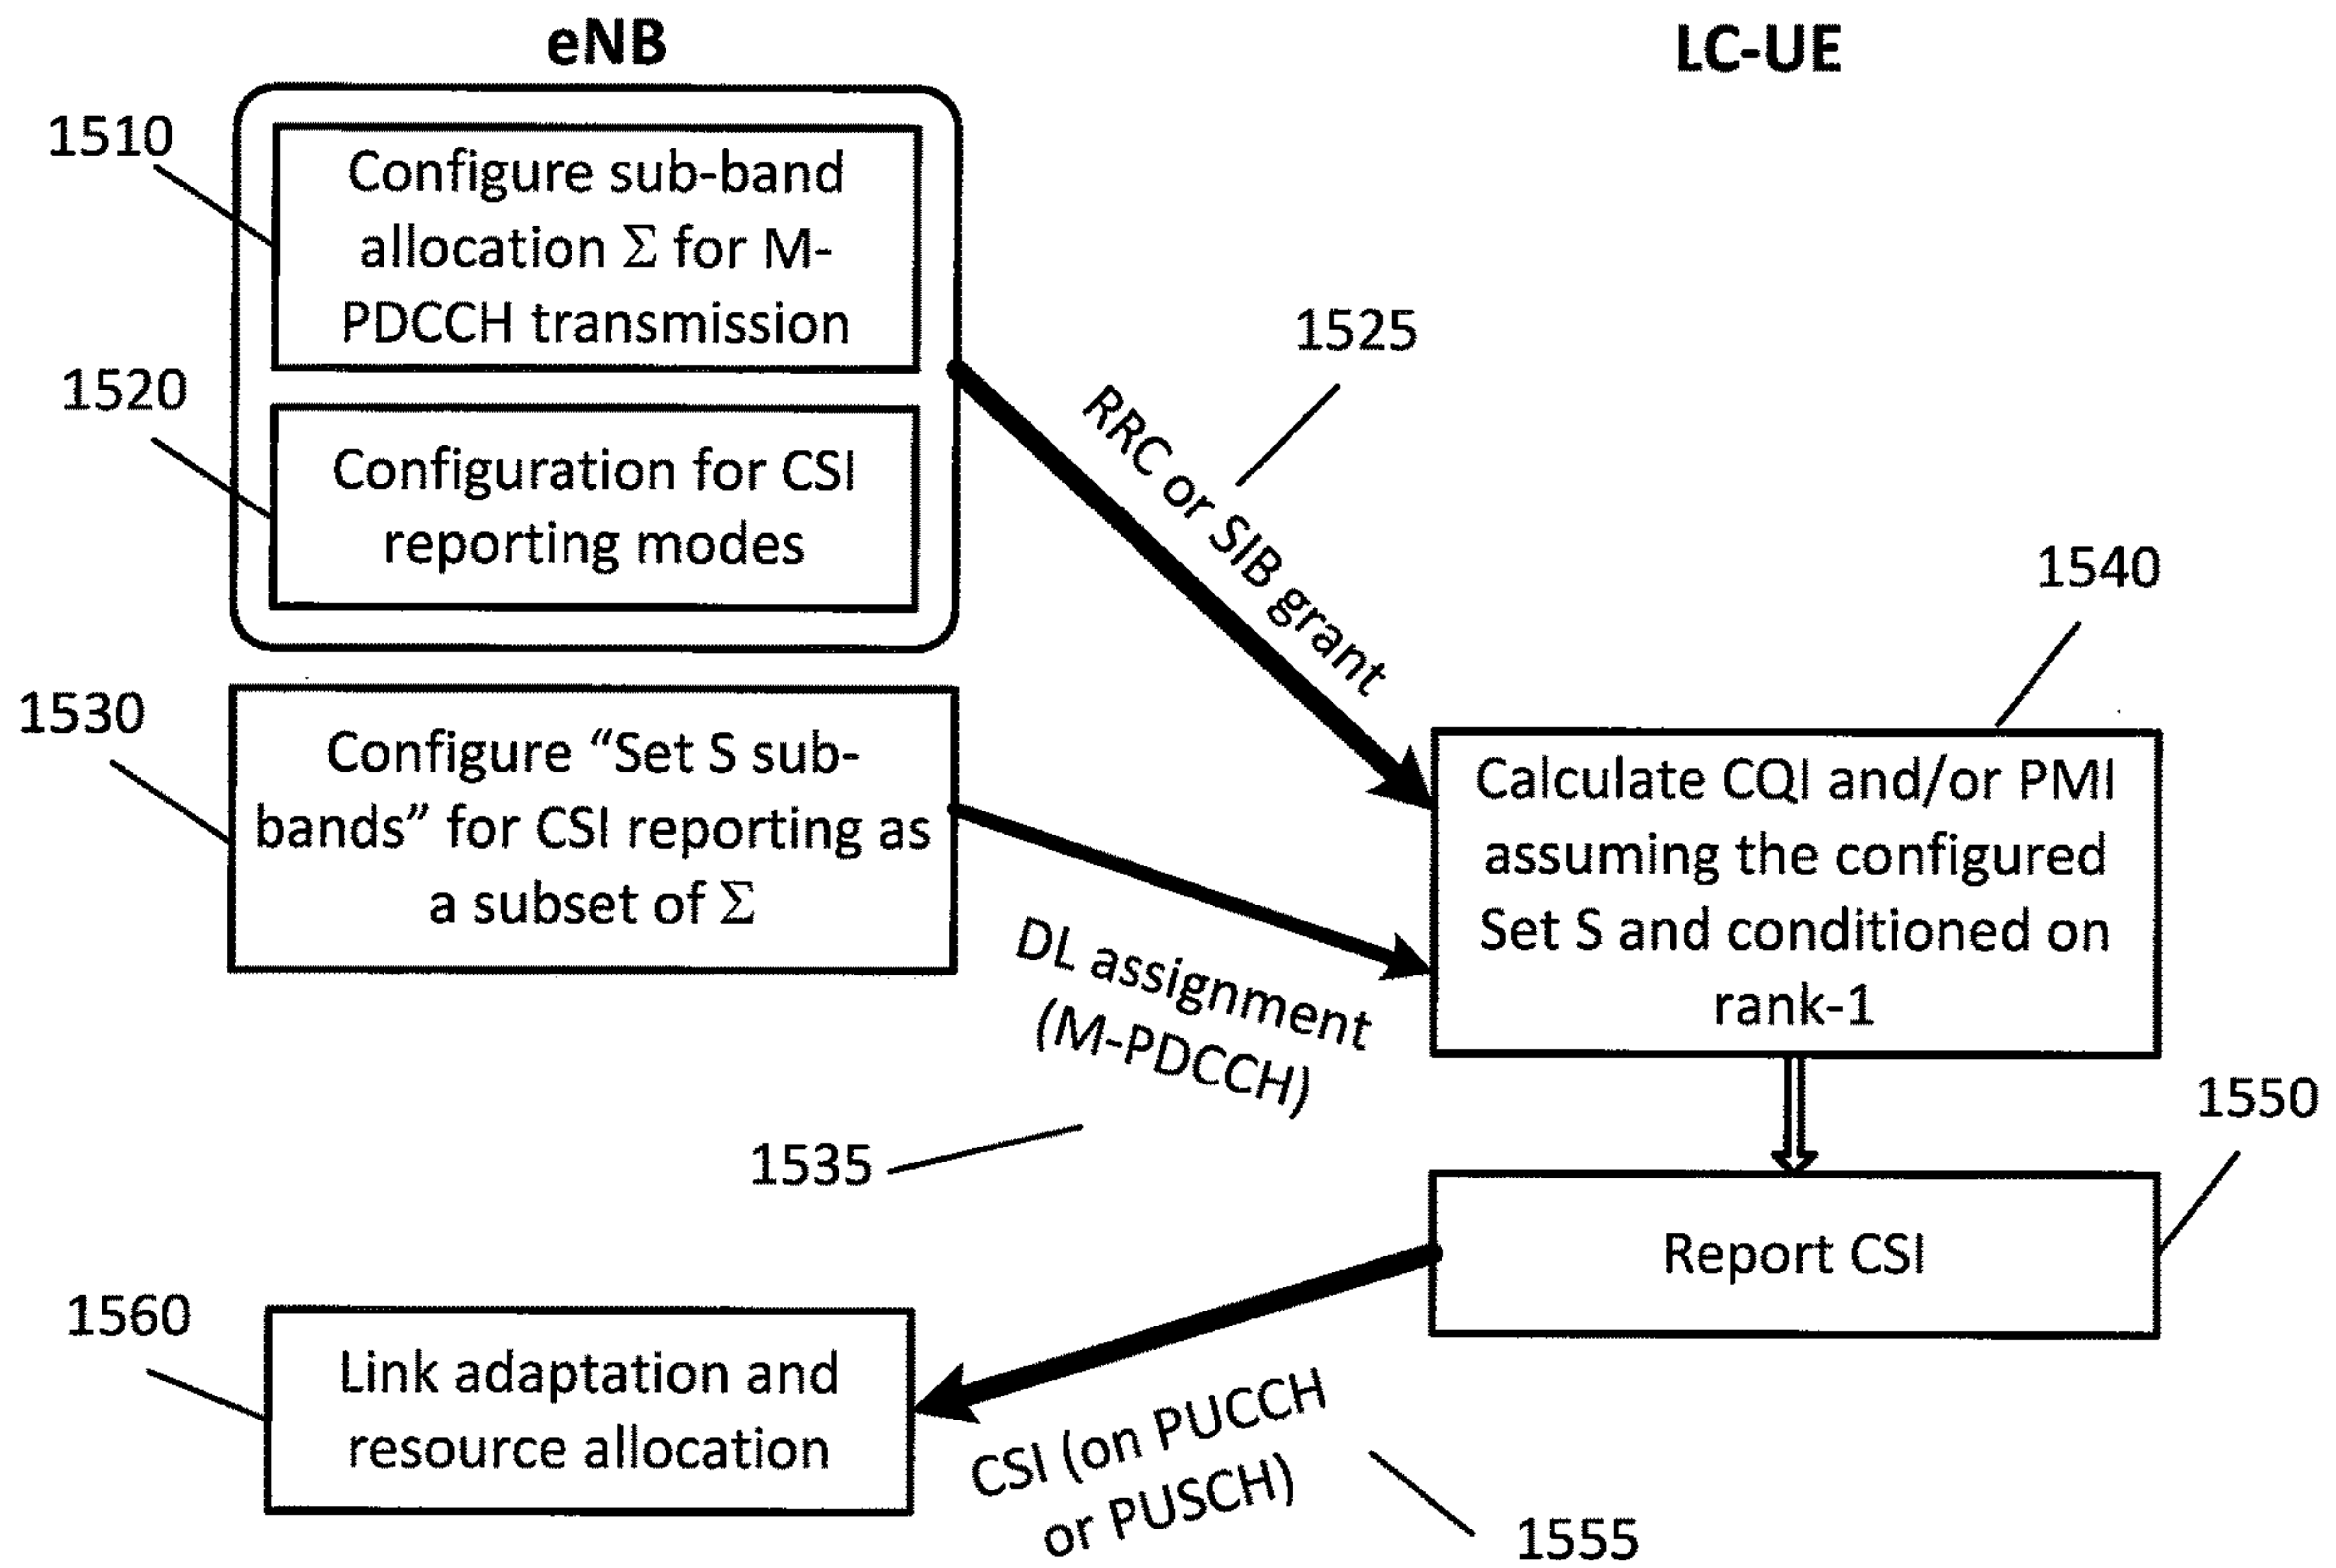 eNB
LC-UE
1510
Configure sub-band
allocation Σ for M-
PDCCH transmission
1520
Configuration for CSI
reporting modes
1525
RRC or SIB grant
1530
Configure “Set S sub-
bands” for CSI reporting as
a subset of Σ
DL assignment
(M-PDCCH)
1535
1540
Calculate CQI and/or PMI
assuming the configured
Set S and conditioned on
rank-1
1550
Report CSI
1560
Link adaptation and
resource allocation
CSI (on PUCCH
or PUSCH)
1555